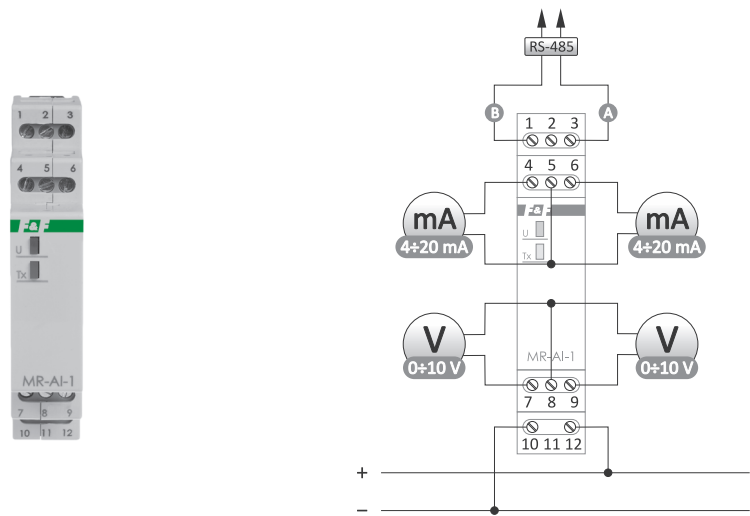 1 2 3
4 5 6
F&F
U
Tx
MR-AI-1
7 8 9
10 11 12
RS-485
B
A
1 2 3
4 5 6
mA
4÷20 mA
F&F
U
Tx
mA
4÷20 mA
V
0÷10 V
MR-AI-1
V
0÷10 V
7 8 9
10 11 12
+
−